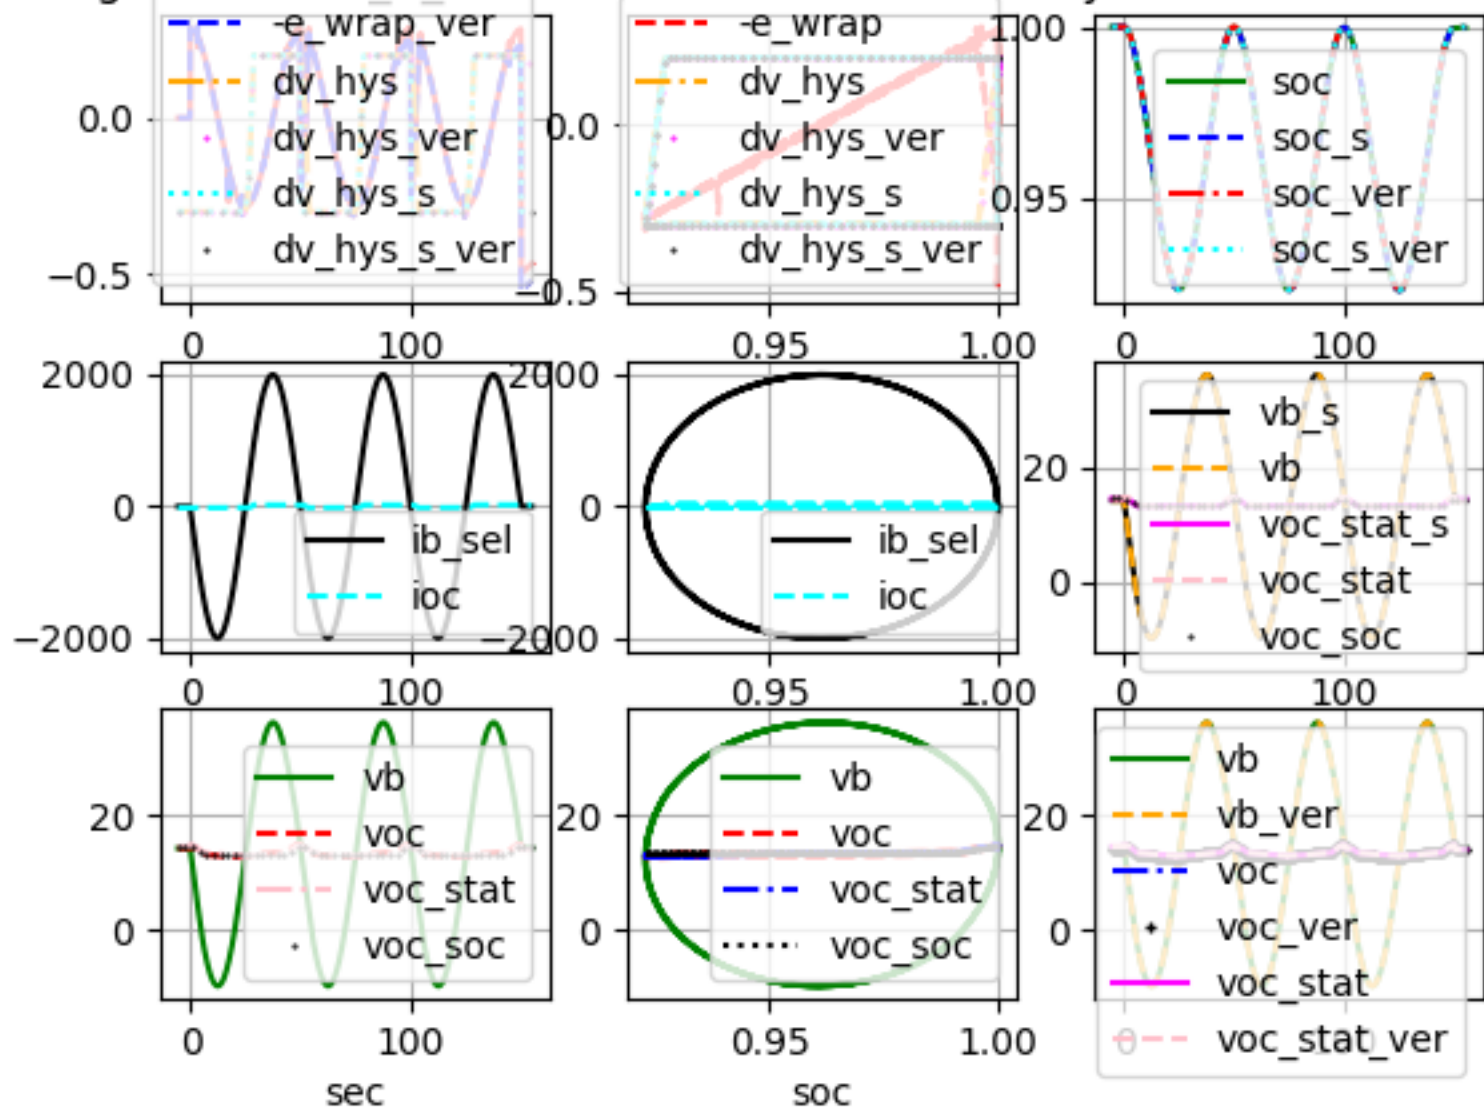 -e_wrap_ver
dv_hys
dv_hys_ver
dv_hys_s
dv_hys_s_ver
0.0
−0.5
0
100
-e_wrap
dv_hys
dv_hys_ver
dv_hys_s
dv_hys_s_ver
0.0
−0.5
0.95
1.00
soc
soc_s
soc_ver
soc_s_ver
1.00
0.95
0
100
2000
0
−2000
ib_sel
ioc
0
100
2000
0
−2000
ib_sel
ioc
0.95
1.00
20
0
vb_s
vb
voc_stat_s
voc_stat
voc_soc
0
100
20
0
vb
voc
voc_stat
voc_soc
0
100
sec
20
0
vb
voc
voc_stat
voc_soc
0.95
1.00
soc
20
0
vb
vb_ver
voc
voc_ver
voc_stat
voc_stat_ver
0